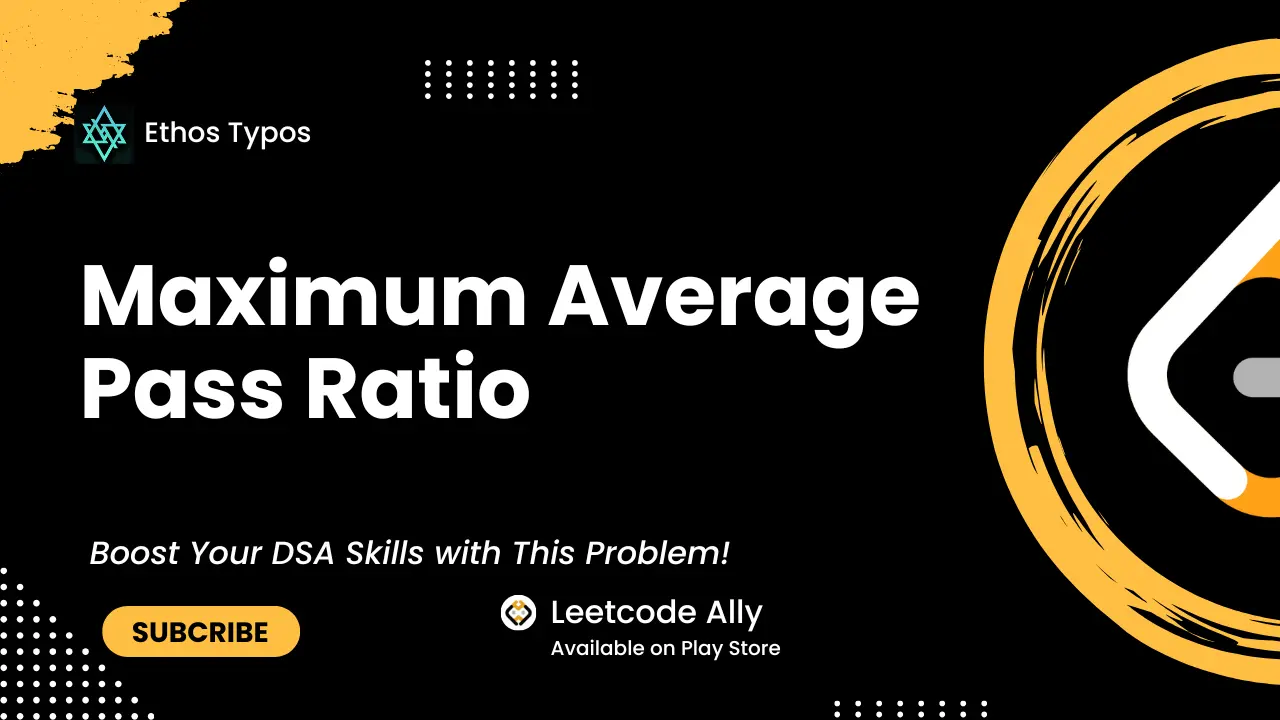 Ethos Typos
Maximum Average
Pass Ratio
Boost Your DSA Skills with This Problem!
SUBCRIBE
Leetcode Ally
Available on Play Store